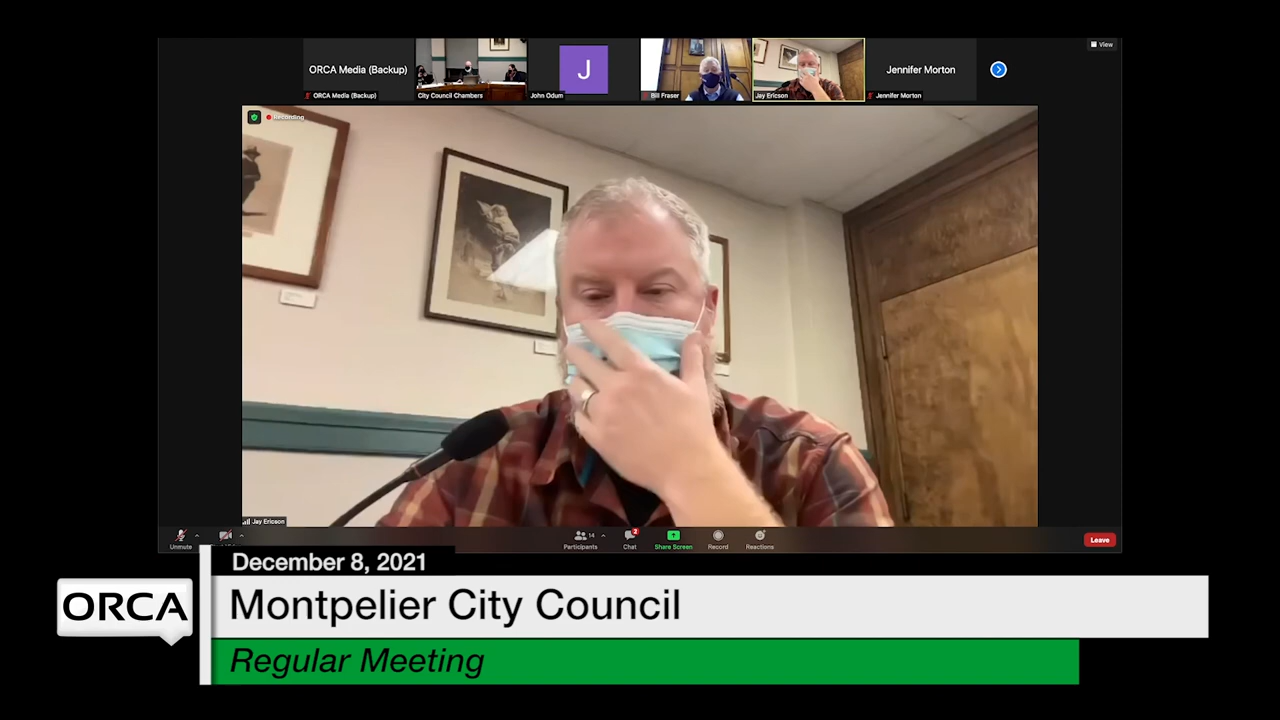 View
ORCA Media (Backup)
J
Jennifer Morton
ORCA Media (Backup)
City Council Chambers
John Odum
Bill Fraser
Jay Ericson
Jennifer Morton
Recording
Jay Ericson
Unmute
Participants
14
Chat
2
Share Screen
Record
Reactions
Leave
December 8, 2021
ORCA
Montpelier City Council
Regular Meeting